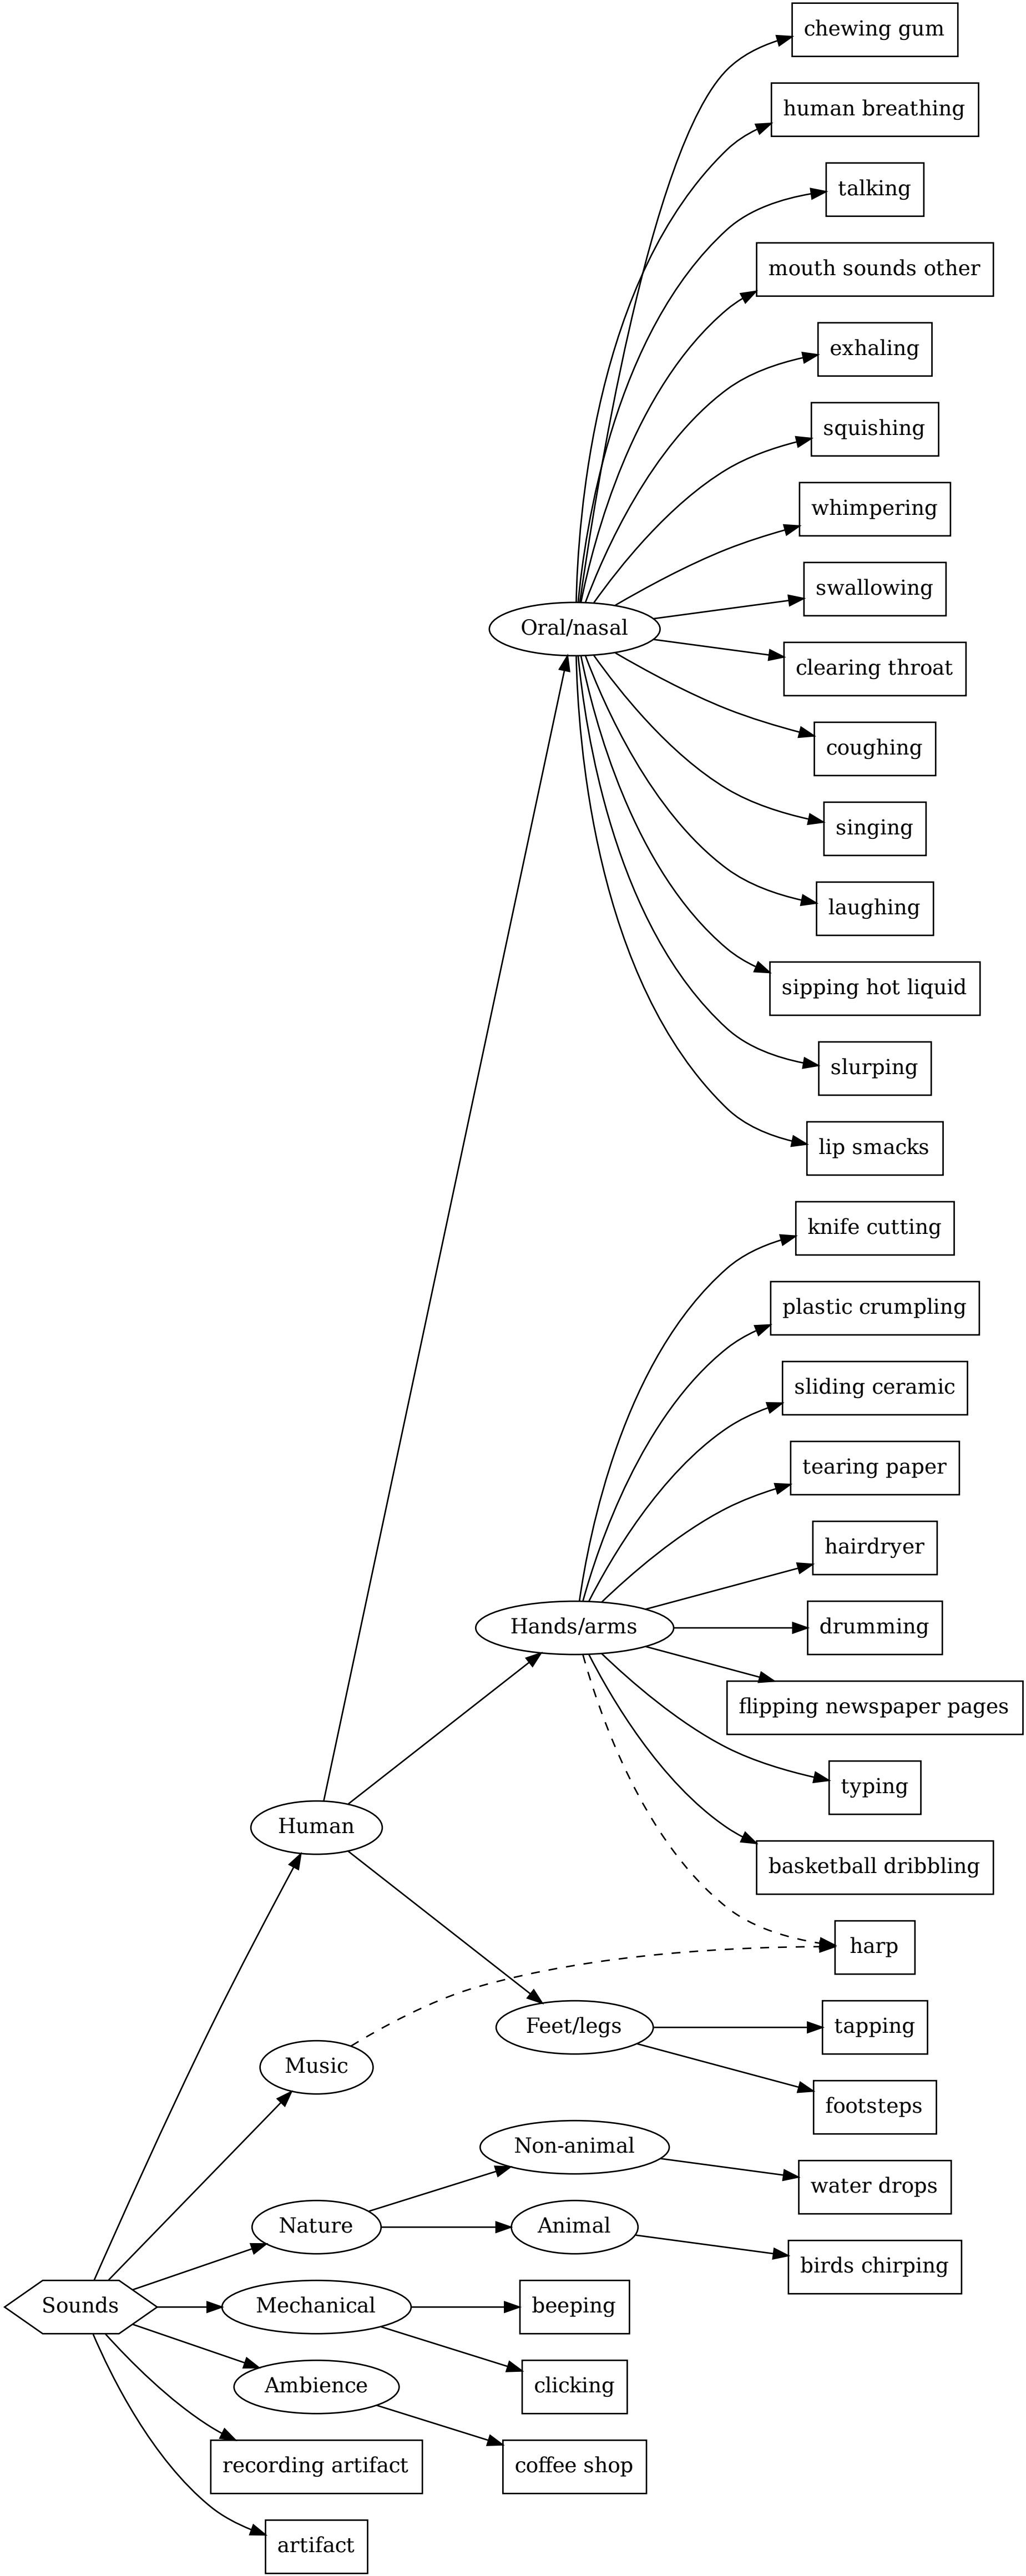 chewing gum
human breathing
talking
mouth sounds other
exhaling
squishing
whimpering
swallowing
Oral/nasal
clearing throat
coughing
singing
laughing
sipping hot liquid
slurping
lip smacks
knife cutting
plastic crumpling
sliding ceramic
tearing paper
hairdryer
Hands/arms
drumming
flipping newspaper pages
typing
Human
basketball dribbling
harp
Feet/legs
tapping
Music
footsteps
Non-animal
water drops
Nature
Animal
birds chirping
Sounds
Mechanical
beeping
Ambience
clicking
recording artifact
coffee shop
artifact